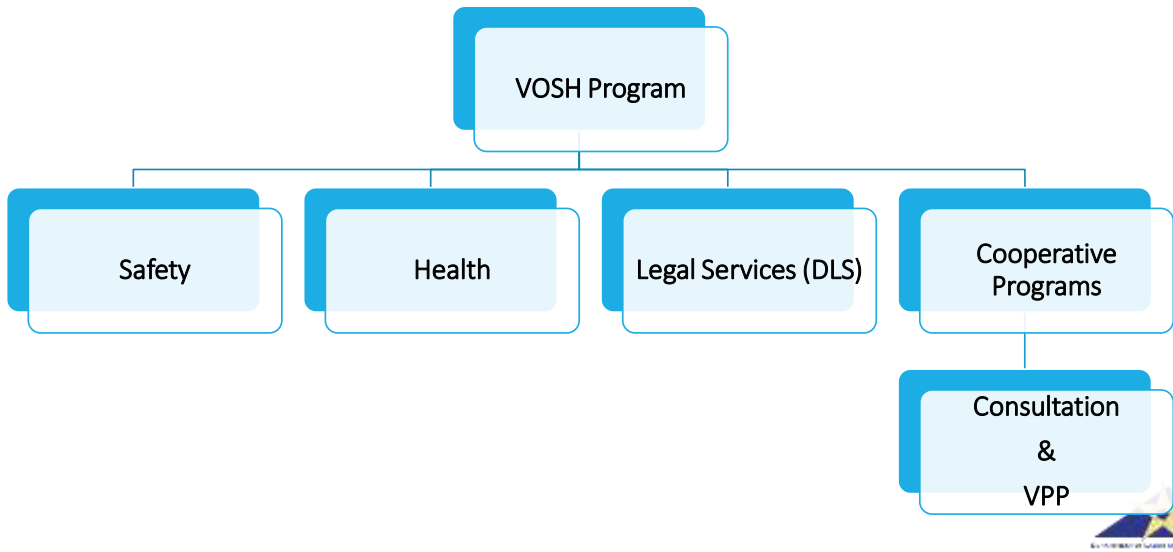 VOSH Program
Safety
Health
Legal Services (DLS)
Cooperative
Programs
Consultation
&
VPP